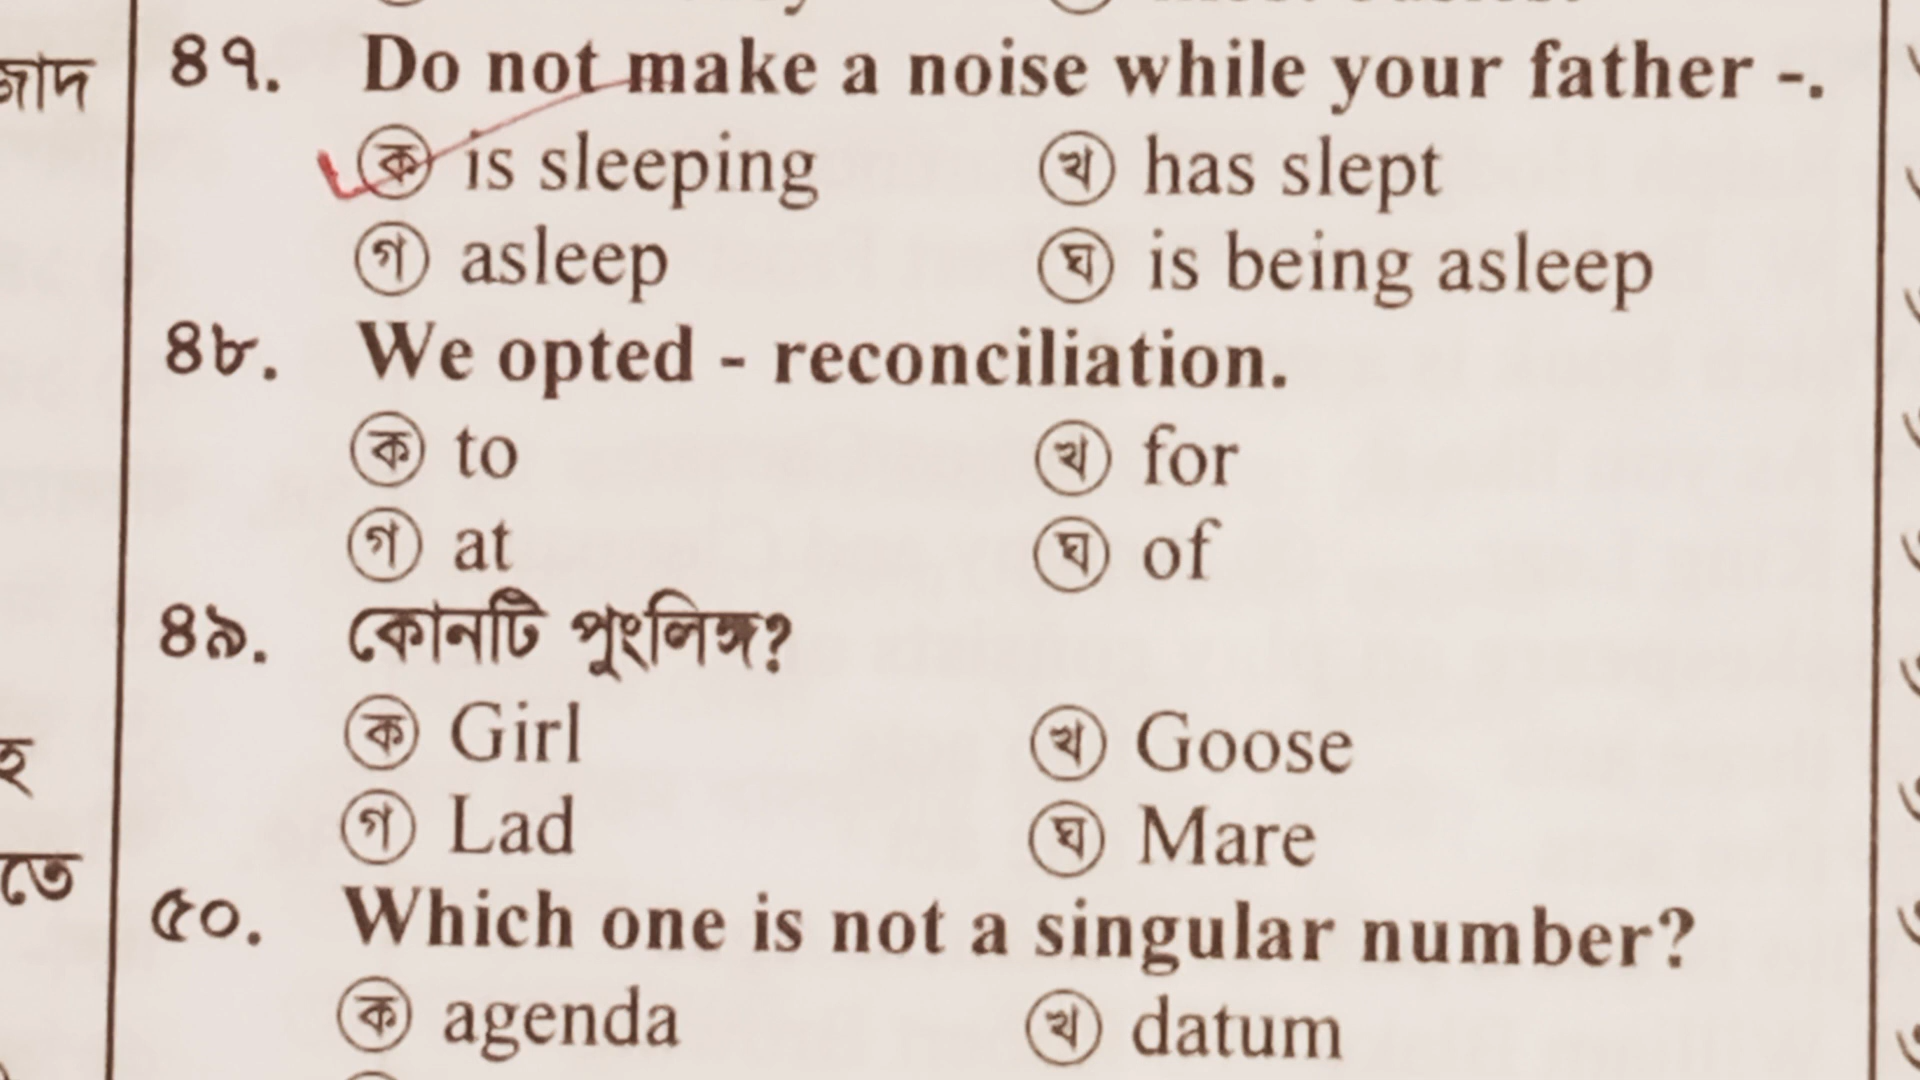 জাদ
৪৭. Do not make a noise while your father -.
ক is sleeping খ has slept
গ asleep ঘ is being asleep
৪৮. We opted - reconciliation.
ক to খ for
গ at ঘ of
৪৯. কোনটি পুংলিঙ্গ?
ক Girl খ Goose
গ Lad ঘ Mare
তে
৫০. Which one is not a singular number?
ক agenda খ datum